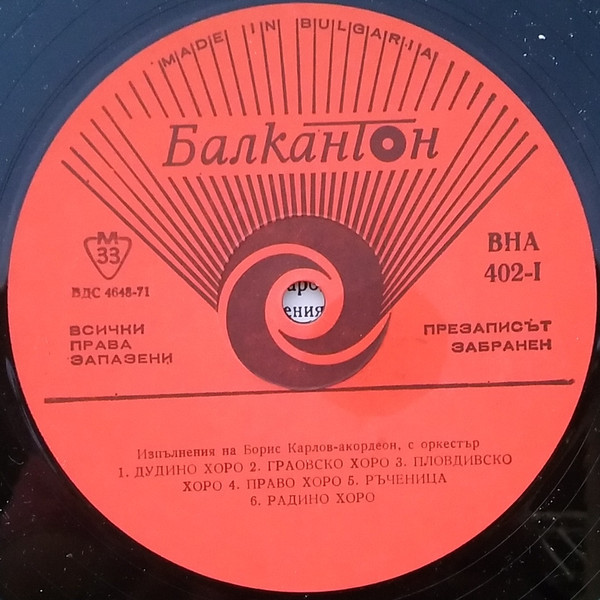 MADE IN BULGARIA
Балкантон
М
33
ВДС 4648-71
ВНА
402-I
ВСИЧКИ
ПРАВА
ЗАПАЗЕНИ
ПРЕЗАПИСЪТ
ЗАБРАНЕН
Изпълнения на Борис Карлов-акордеон, с оркестър
1. ДУДИНО ХОРО 2. ГРАОВСКО ХОРО 3. ПЛОВДИВСКО
ХОРО 4. ПРАВО ХОРО 5. РЪЧЕНИЦА
6. РАДИНО ХОРО